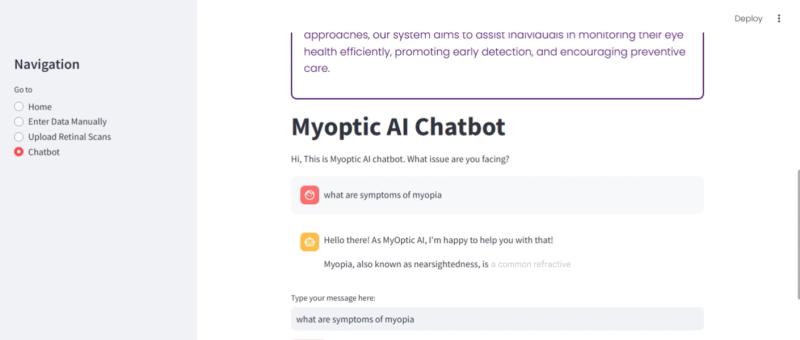 Deploy
Navigation
Go to
Home
Enter Data Manually
Upload Retinal Scans
Chatbot
approaches, our system aims to assist individuals in monitoring their eye
health efficiently, promoting early detection, and encouraging preventive
care.
Myoptic AI Chatbot
Hi, This is Myoptic AI chatbot. What issue are you facing?
what are symptoms of myopia
Hello there! As MyOptic AI, I'm happy to help you with that!
Myopia, also known as nearsightedness, is a common refractive
Type your message here:
what are symptoms of myopia